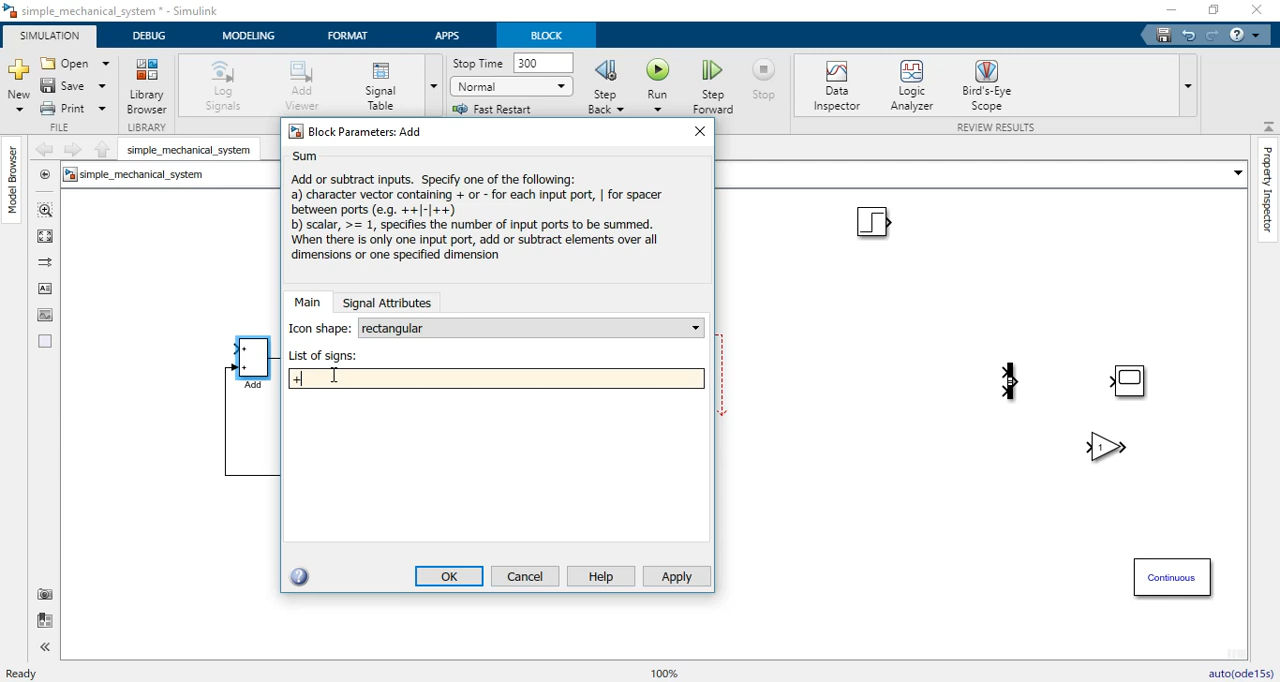 simple_mechanical_system * - Simulink
SIMULATION DEBUG MODELING FORMAT APPS BLOCK
New
Open
Save
Print
FILE
Library
Browser
LIBRARY
Log
Signals
Add
Viewer
Signal
Table
Stop Time 300
Normal
Fast Restart
Step
Back
Run
Step
Forward
Stop
Data
Inspector
Logic
Analyzer
Bird's-Eye
Scope
REVIEW RESULTS
Model Browser
simple_mechanical_system
simple_mechanical_system
Property Inspector
Block Parameters: Add
Sum
Add or subtract inputs. Specify one of the following:
a) character vector containing + or - for each input port, | for spacer
between ports (e.g. ++|-|++)
b) scalar, >= 1, specifies the number of input ports to be summed.
When there is only one input port, add or subtract elements over all
dimensions or one specified dimension
Main Signal Attributes
Icon shape: rectangular
List of signs:
+
OK Cancel Help Apply
+
+
Add
1
Continuous
Ready 100% auto(ode15s)